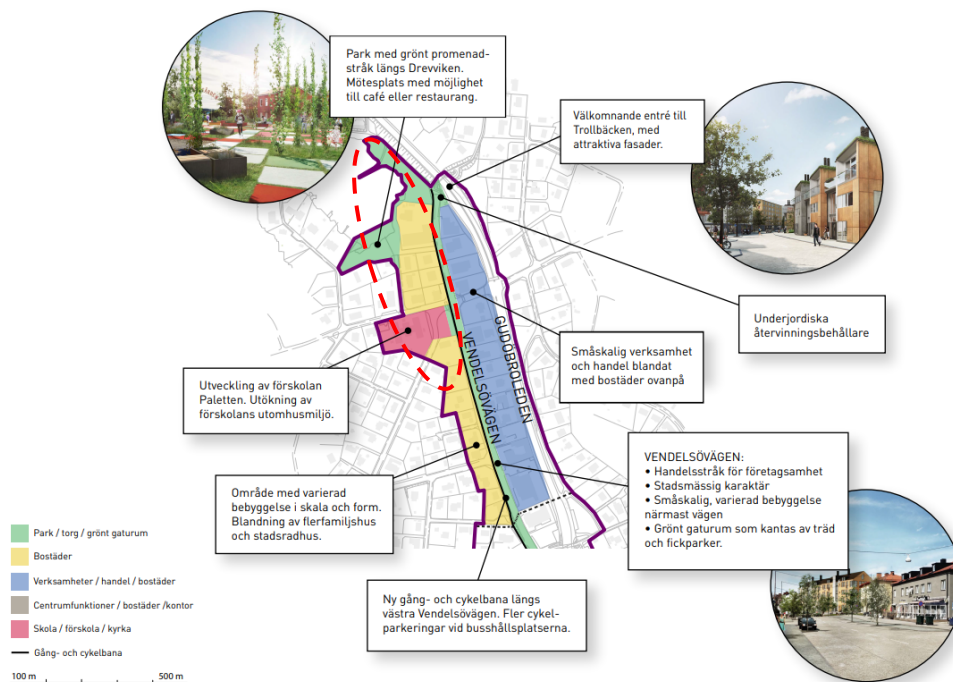 Park med grönt promenad-
stråk längs Drevviken.
Mötesplats med möjlighet
till café eller restaurang.
Välkomnande entré till
Trollbäcken, med
attraktiva fasader.
Underjordiska
återvinningsbehållare
Småskalig verksamhet
och handel blandat
med bostäder ovanpå
GUDÖBROLEDEN
VENDELSÖVÄGEN
Utveckling av förskolan
Paletten. Utökning av
förskolans utomhusmiljö.
VENDELSÖVÄGEN:
• Handelsstråk för företagsamhet
• Stadsmässig karaktär
• Småskalig, varierad bebyggelse
närmast vägen
• Grönt gaturum som kantas av träd
och fickparker.
Område med varierad
bebyggelse i skala och form.
Blandning av flerfamiljshus
och stadsradhus.
Ny gång- och cykelbana längs
västra Vendelsövägen. Fler cykel-
parkeringar vid busshållsplatserna.
Park / torg / grönt gaturum
Bostäder
Verksamheter / handel / bostäder
Centrumfunktioner / bostäder /kontor
Skola / förskola / kyrka
Gång- och cykelbana
100 m 500 m